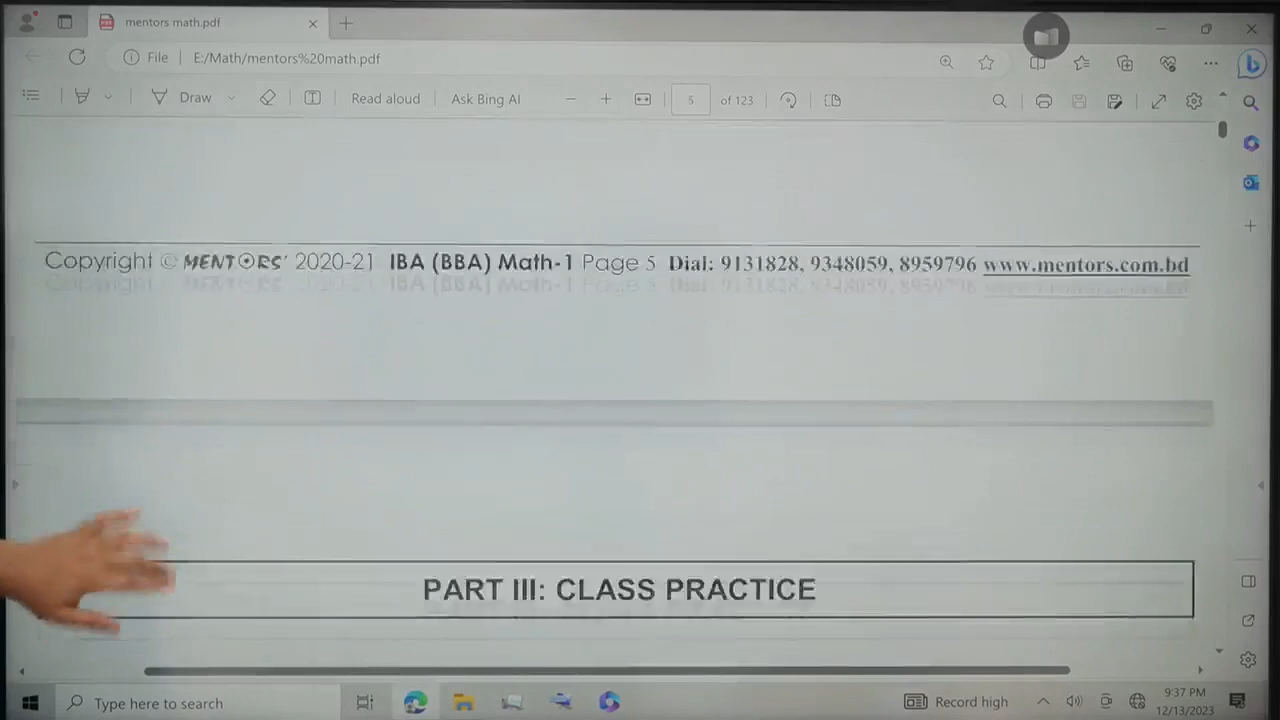 mentors math.pdf
File E:/Math/mentors%20math.pdf
Draw Read aloud Ask Bing AI 5 of 123
Copyright © MENTORS' 2020-21 IBA (BBA) Math-1 Page 5 Dial: 9131828, 9348059, 8959796 www.mentors.com.bd
PART III: CLASS PRACTICE
Type here to search
Record high
9:37 PM
12/13/2023